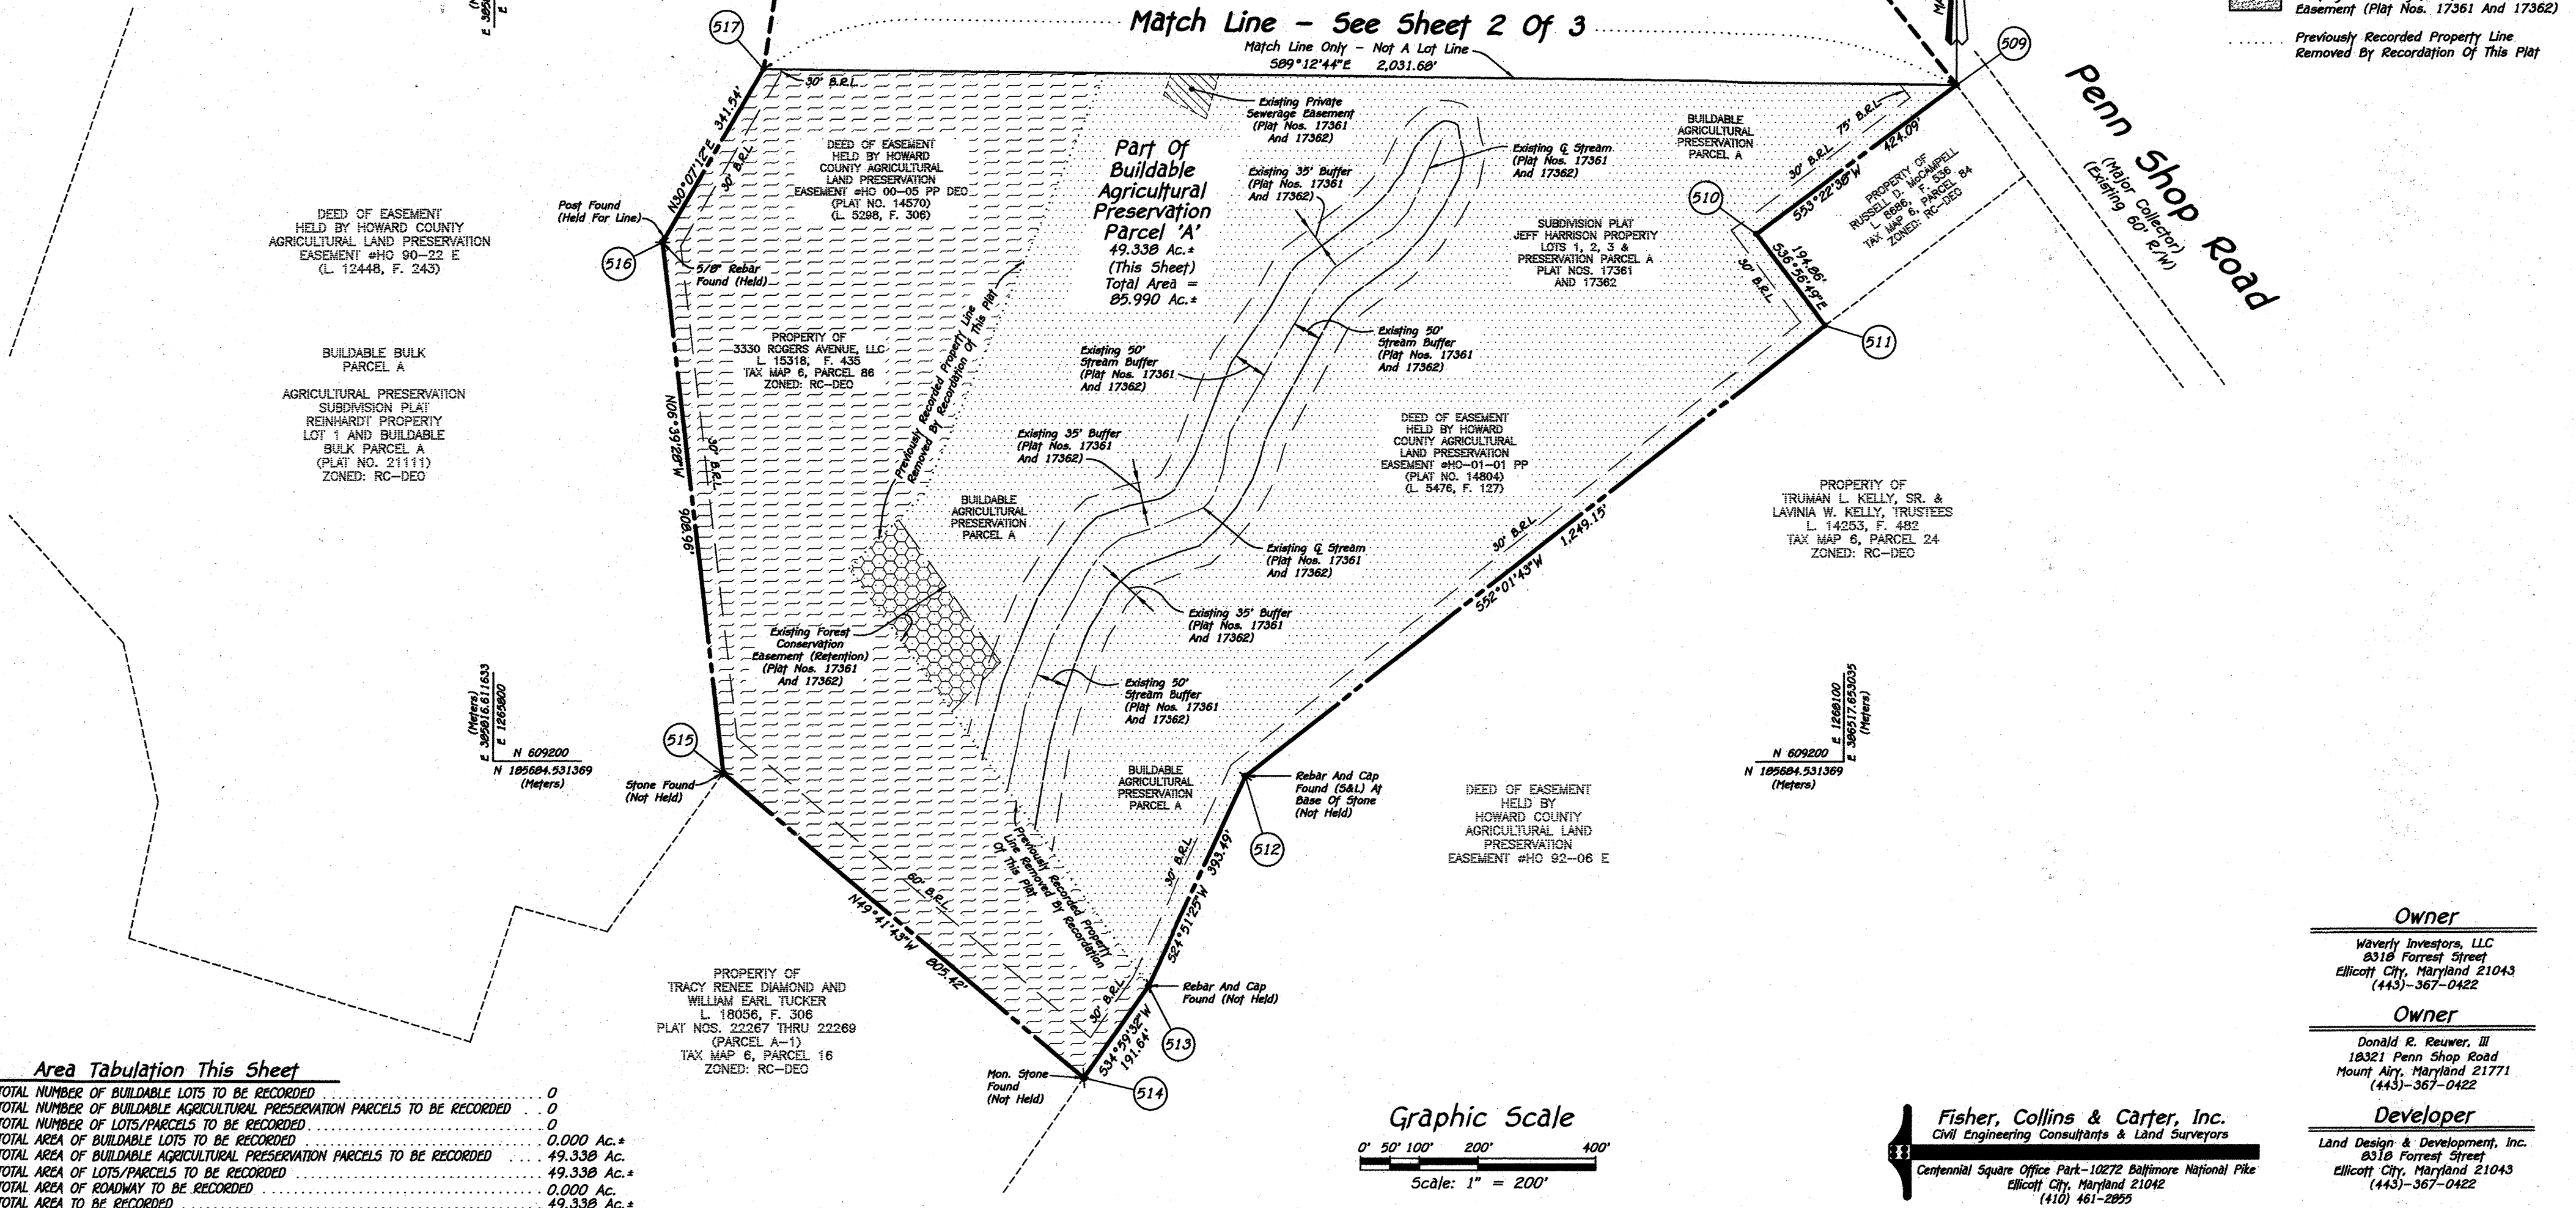 Match Line - See Sheet 2 Of 3
Match Line Only - Not A Lot Line
S89°12'44"E 2,031.68'
Easement (Plat Nos. 17361 And 17362)
Previously Recorded Property Line
Removed By Recordation Of This Plat
517
509
Penn Shop Road
(Major Collector)
(Existing 60' R/W)
30' B.R.L.
N30°07'12"E 341.54'
30' B.R.L.
DEED OF EASEMENT
HELD BY HOWARD
COUNTY AGRICULTURAL
LAND PRESERVATION
EASEMENT #HO 00-05 PP DEO
(PLAT NO. 14570)
(L. 5298, F. 306)
Existing Private
Sewerage Easement
(Plat Nos. 17361
And 17362)
Part Of
Buildable
Agricultural
Preservation
Parcel 'A'
49.338 Ac.±
(This Sheet)
Total Area =
85.990 Ac.±
Existing 35' Buffer
(Plat Nos. 17361
And 17362)
Existing ℄ Stream
(Plat Nos. 17361
And 17362)
BUILDABLE
AGRICULTURAL
PRESERVATION
PARCEL A
75' B.R.L.
30' B.R.L.
S53°22'38"W 424.09'
PROPERTY OF
RUSSELL D. McCAMPELL
L. 8686, F. 536
TAX MAP 6, PARCEL 84
ZONED: RC-DEO
510
194.86'
S36°56'49"E
30' B.R.L.
511
SUBDIVISION PLAT
JEFF HARRISON PROPERTY
LOTS 1, 2, 3 &
PRESERVATION PARCEL A
PLAT NOS. 17361
AND 17362
DEED OF EASEMENT
HELD BY HOWARD COUNTY
AGRICULTURAL LAND PRESERVATION
EASEMENT #HO 90-22 E
(L. 12448, F. 243)
Post Found
(Held For Line)
516
5/8" Rebar
Found (Held)
Previously Recorded Property Line
Removed By Recordation Of This Plat
BUILDABLE BULK
PARCEL A
AGRICULTURAL PRESERVATION
SUBDIVISION PLAT
REINHARDT PROPERTY
LOT 1 AND BUILDABLE
BULK PARCEL A
(PLAT NO. 21111)
ZONED: RC-DEO
PROPERTY OF
3330 ROGERS AVENUE, LLC
L. 15318, F. 435
TAX MAP 6, PARCEL 86
ZONED: RC-DEO
N06°39'28"W 908.96'
30' B.R.L.
Existing 50'
Stream Buffer
(Plat Nos. 17361
And 17362)
Existing 50'
Stream Buffer
(Plat Nos. 17361
And 17362)
Existing 35' Buffer
(Plat Nos. 17361
And 17362)
DEED OF EASEMENT
HELD BY HOWARD
COUNTY AGRICULTURAL
LAND PRESERVATION
EASEMENT #HO-01-01 PP
(PLAT NO. 14804)
(L. 5476, F. 127)
BUILDABLE
AGRICULTURAL
PRESERVATION
PARCEL A
Existing ℄ Stream
(Plat Nos. 17361
And 17362)
30' B.R.L.
S52°01'43"W 1,249.15'
PROPERTY OF
TRUMAN L. KELLY, SR. &
LAVINIA W. KELLY, TRUSTEES
L. 14253, F. 482
TAX MAP 6, PARCEL 24
ZONED: RC-DEO
Existing Forest
Conservation
Easement (Retention)
(Plat Nos. 17361
And 17362)
Existing 35' Buffer
(Plat Nos. 17361
And 17362)
Existing 50'
Stream Buffer
(Plat Nos. 17361
And 17362)
(Meters)
E 385816.611633
E 1265800
N 609200
N 185684.531369
(Meters)
515
Stone Found
(Not Held)
E 1268100
E 386517.653035
(Meters)
N 609200
N 185684.531369
(Meters)
BUILDABLE
AGRICULTURAL
PRESERVATION
PARCEL A
Rebar And Cap
Found (S&L) At
Base Of Stone
(Not Held)
512
DEED OF EASEMENT
HELD BY
HOWARD COUNTY
AGRICULTURAL LAND
PRESERVATION
EASEMENT #HO 92-06 E
Previously Recorded Property
Line Removed By Recordation
Of This Plat
30' B.R.L.
S24°51'25"W 393.49'
60' B.R.L.
N49°41'43"W 805.42'
30' B.R.L.
Rebar And Cap
Found (Not Held)
513
S34°59'32"W
191.64'
Mon. Stone
Found
(Not Held)
514
PROPERTY OF
TRACY RENEE DIAMOND AND
WILLIAM EARL TUCKER
L. 18056, F. 306
PLAT NOS. 22267 THRU 22269
(PARCEL A-1)
TAX MAP 6, PARCEL 16
ZONED: RC-DEO
Area Tabulation This Sheet
TOTAL NUMBER OF BUILDABLE LOTS TO BE RECORDED 0
TOTAL NUMBER OF BUILDABLE AGRICULTURAL PRESERVATION PARCELS TO BE RECORDED 0
TOTAL NUMBER OF LOTS/PARCELS TO BE RECORDED 0
TOTAL AREA OF BUILDABLE LOTS TO BE RECORDED 0.000 Ac.±
TOTAL AREA OF BUILDABLE AGRICULTURAL PRESERVATION PARCELS TO BE RECORDED 49.338 Ac.
TOTAL AREA OF LOTS/PARCELS TO BE RECORDED 49.338 Ac.±
TOTAL AREA OF ROADWAY TO BE RECORDED 0.000 Ac.
TOTAL AREA TO BE RECORDED 49.338 Ac.±
Graphic Scale
0' 50' 100' 200' 400'
Scale: 1" = 200'
Fisher, Collins & Carter, Inc.
Civil Engineering Consultants & Land Surveyors
Centennial Square Office Park-10272 Baltimore National Pike
Ellicott City, Maryland 21042
(410) 461-2855
Owner
Waverly Investors, LLC
8318 Forrest Street
Ellicott City, Maryland 21043
(443)-367-0422
Owner
Donald R. Reuwer, III
18321 Penn Shop Road
Mount Airy, Maryland 21771
(443)-367-0422
Developer
Land Design & Development, Inc.
8318 Forrest Street
Ellicott City, Maryland 21043
(443)-367-0422